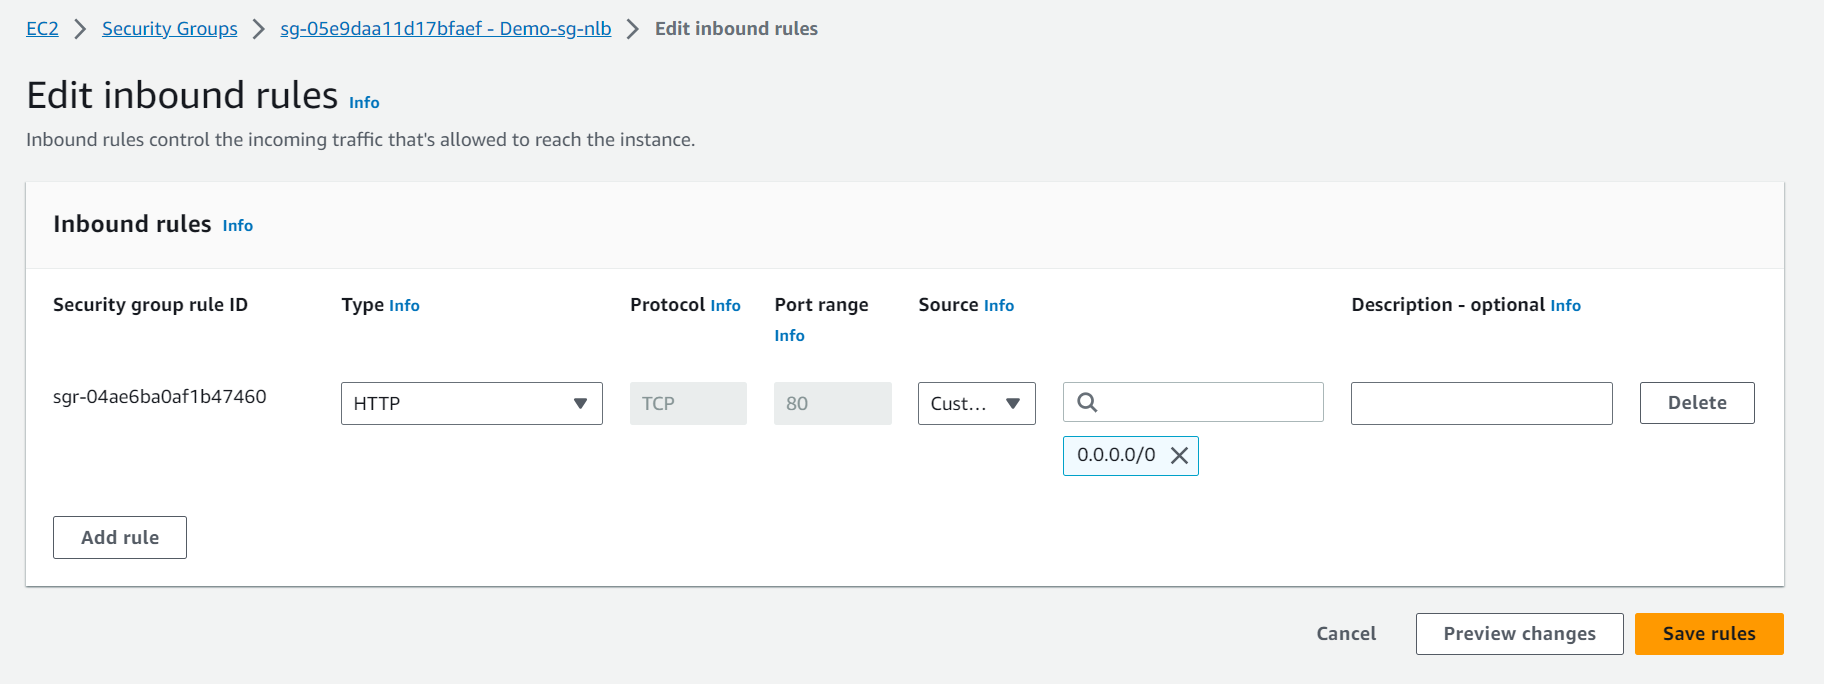 EC2 > Security Groups > sg-05e9daa11d17bfaef - Demo-sg-nlb > Edit inbound rules
Edit inbound rules Info
Inbound rules control the incoming traffic that's allowed to reach the instance.
Inbound rules Info
Security group rule ID Type Info Protocol Info Port range Info Source Info Description - optional Info
sgr-04ae6ba0af1b47460 HTTP TCP 80 Cust... Delete
0.0.0.0/0
Add rule
Cancel Preview changes Save rules